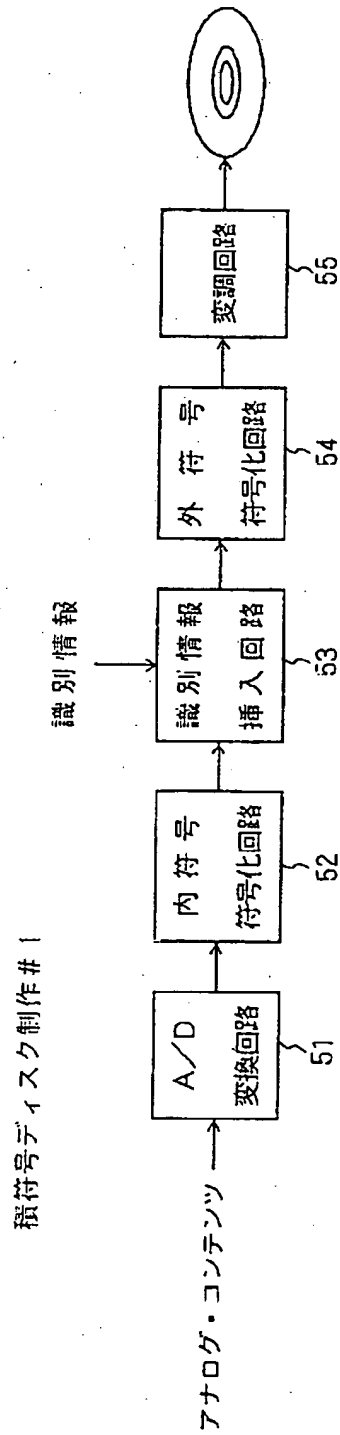 積符号ディスク制作#1
アナログ・コンテンツ
A/D
変換回路
51
内符号
符号化回路
52
識別情報
識別情報
挿入回路
53
外符号
符号化回路
54
変調回路
55